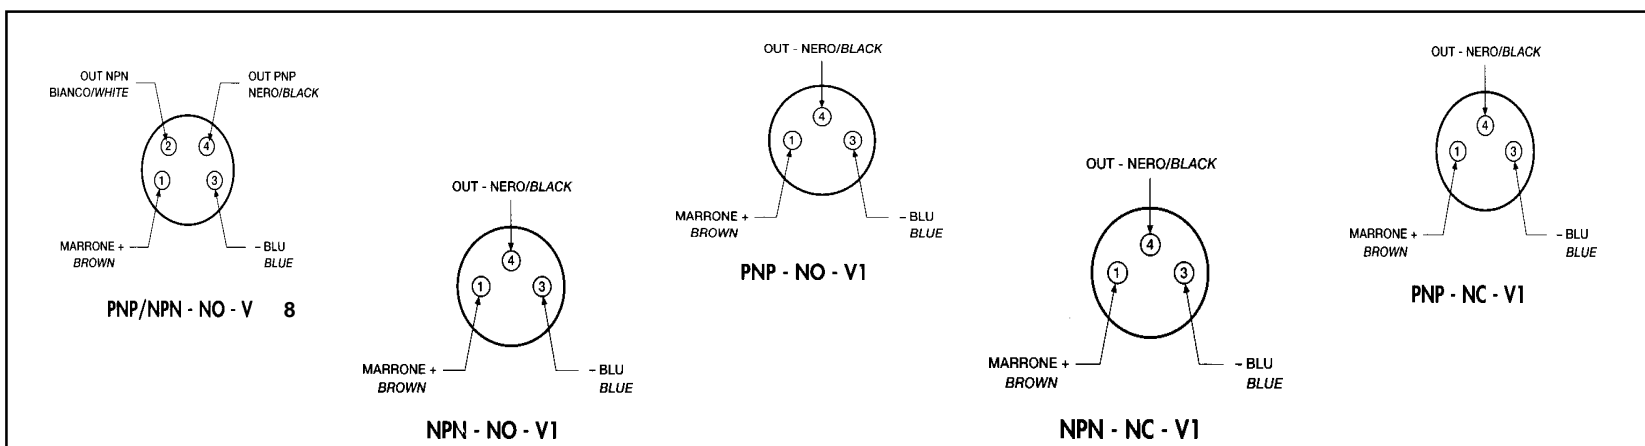 OUT NPN
BIANCO/WHITE
OUT PNP
NERO/BLACK
2
4
1
3
MARRONE +
BROWN
- BLU
BLUE
PNP/NPN - NO - V 8
OUT - NERO/BLACK
4
1
3
MARRONE +
BROWN
- BLU
BLUE
NPN - NO - V1
OUT - NERO/BLACK
4
1
3
MARRONE +
BROWN
- BLU
BLUE
PNP - NO - V1
OUT - NERO/BLACK
4
1
3
MARRONE +
BROWN
- BLU
BLUE
NPN - NC - V1
OUT - NERO/BLACK
4
1
3
MARRONE +
BROWN
- BLU
BLUE
PNP - NC - V1